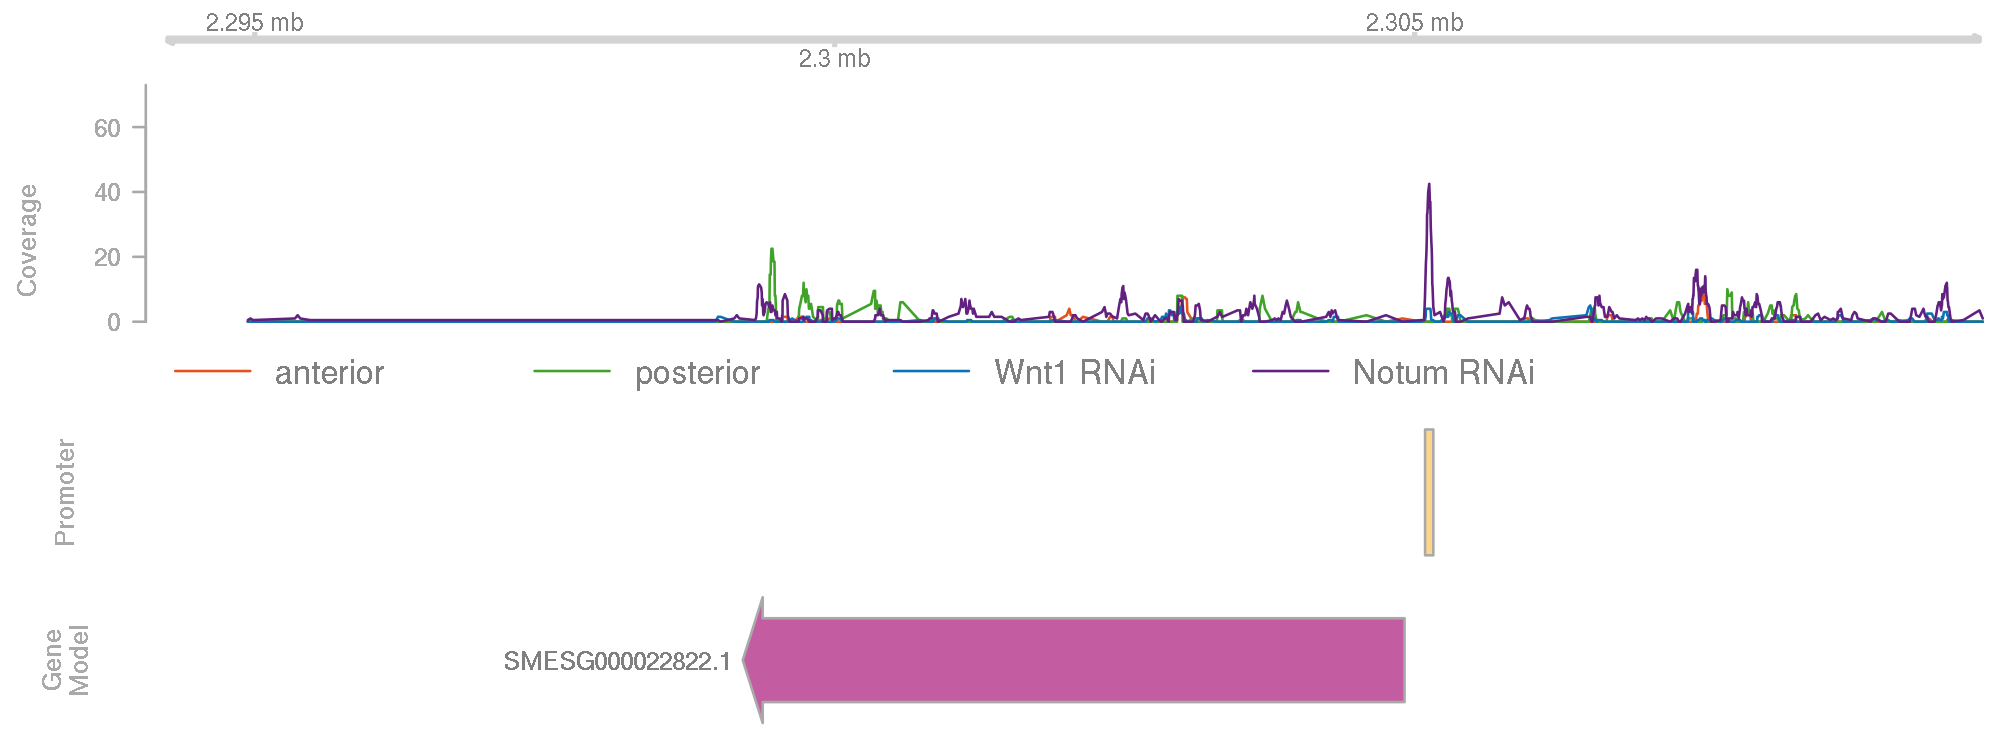 2.295 mb
2.305 mb
2.3 mb
Coverage
60
40
20
0
anterior posterior Wnt1 RNAi Notum RNAi
Promoter
Gene
Model
SMESG000022822.1